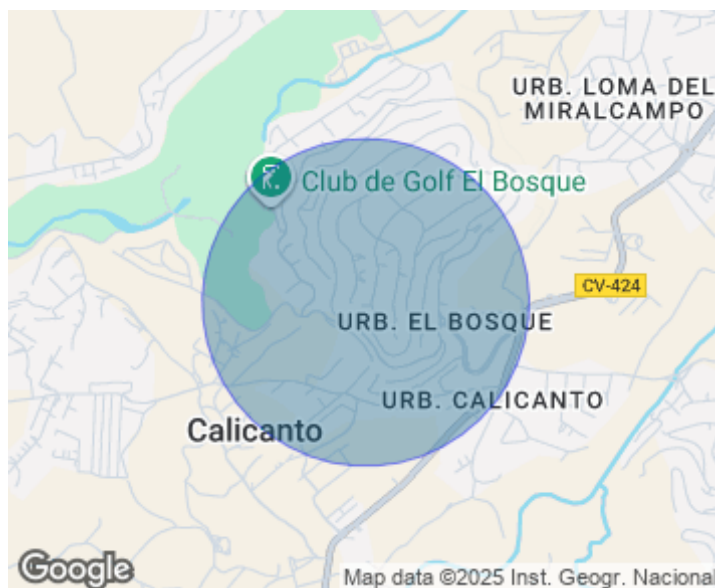 URB. LOMA DEL
MIRALCAMPO
Club de Golf El Bosque
CV-424
URB. EL BOSQUE
URB. CALICANTO
Calicanto
Google
Map data ©2025 Inst. Geogr. Nacional